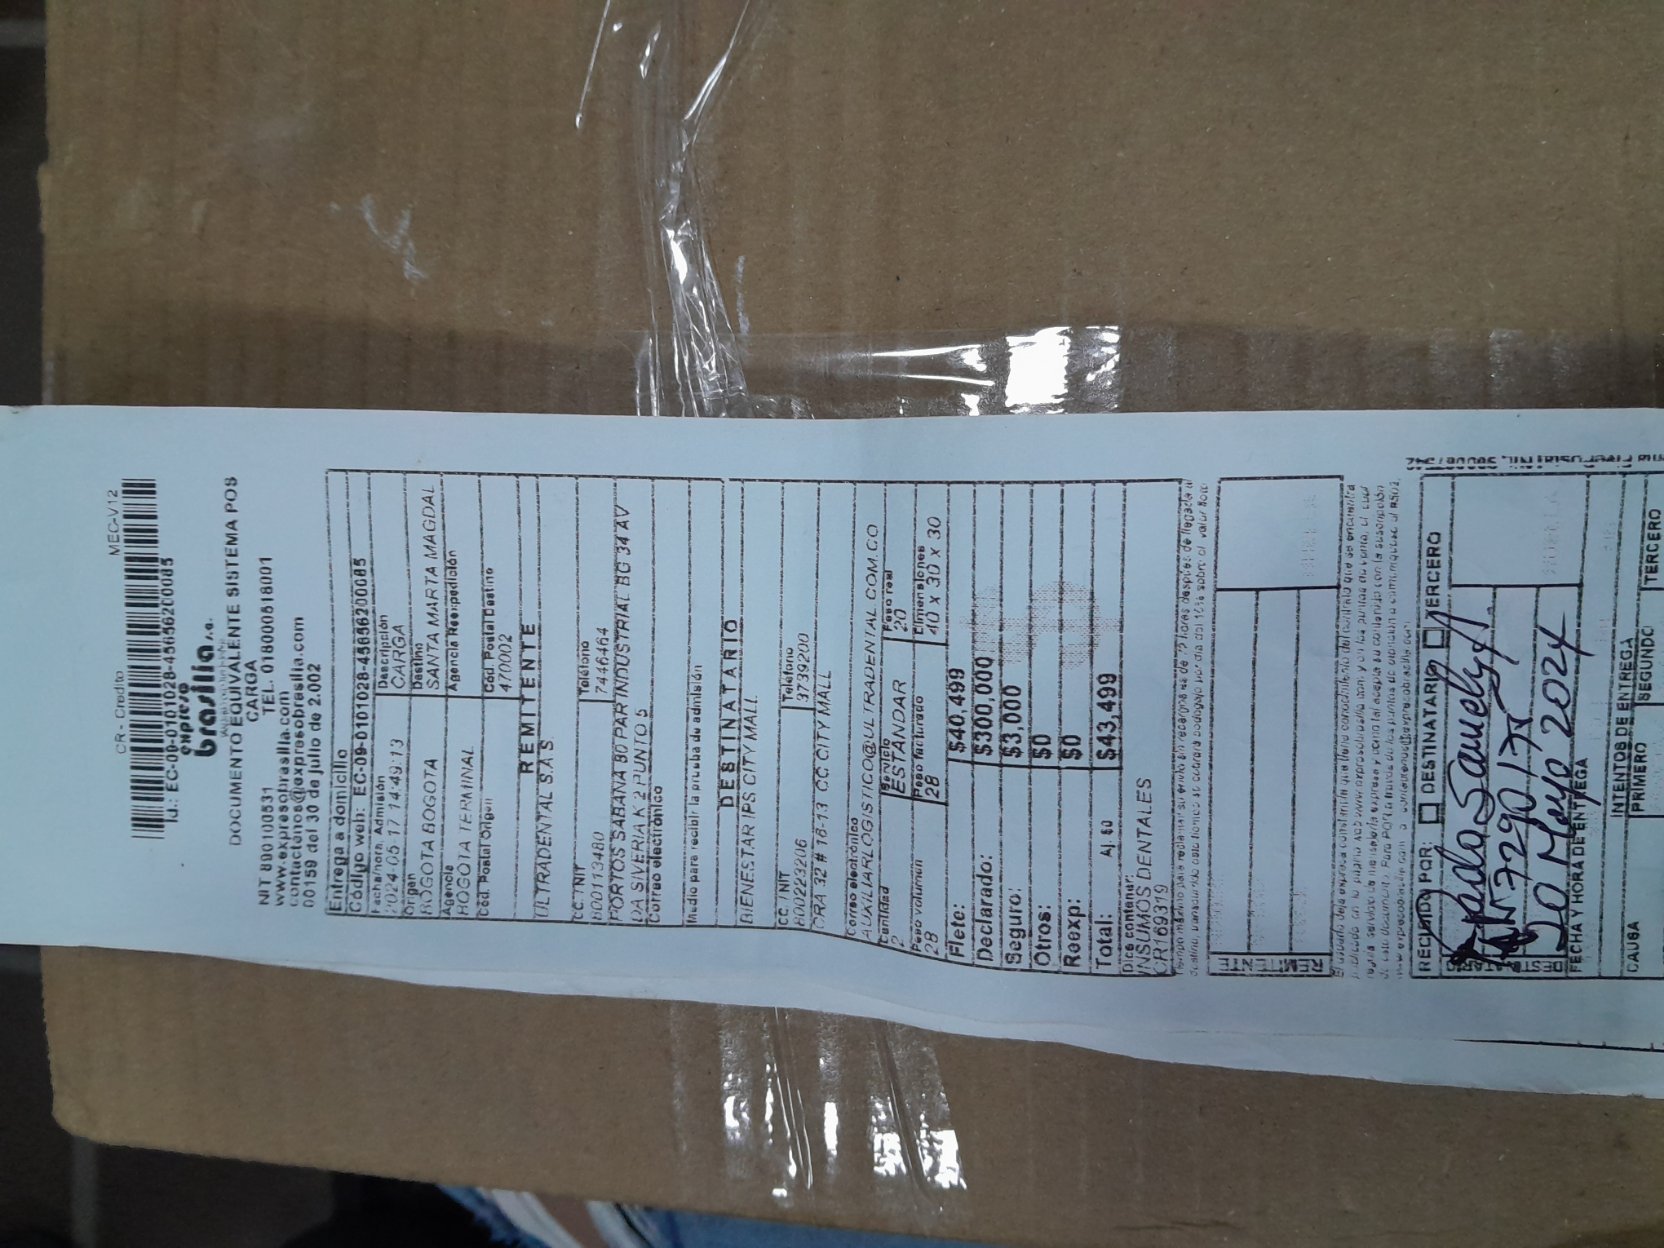 CR - Credito MEC-V12
Id.: EC-09-0101028-45856200085
expreso
brasilia s.a.
DOCUMENTO EQUIVALENTE SISTEMA POS
CARGA
NIT 890100531 TEL. 018000518001
www.expresobrasilia.com
contactenos@expresobrasilia.com
00159 del 30 de julio de 2.002
Entrega a domicilio
Código web: EC-09-0101028-45856200085
Fecha/hora Admisión Descripción
2024-05-17 14:49:13 CARGA
Origen Destino
BOGOTA BOGOTA SANTA MARTA MAGDAL
Agencia Agencia Reexpedición
BOGOTA TERMINAL
Cód. Postal Origen Cód. Postal Destino
470002
REMITENTE
ULTRADENTAL S.A.S.
CC. NIT Teléfono
800113480 7446464
PORTOS SABANA 80 PAR INDUSTRIAL BG 34 AV
DA SIVERIA K 2 PUNTO 5
Correo electrónico
Medio para recibir la prueba de admisión
DESTINATARIO
BIENESTAR IPS CITY MALL
CC. NIT Teléfono
800223206 3739200
CRA 32 # 16-13 CC CITY MALL
Correo electrónico
AUXILIARLOGISTICO@ULTRADENTAL.COM.CO
Cantidad Servicio Peso real
2 ESTANDAR 20
Peso volumen Peso facturado Dimensiones
28 28 40 x 30 x 30
Flete: $40,499
Declarado: $300,000
Seguro: $3,000
Otros: $0
Reexp: $0
Total: Aj. $0 $43,499
Dice contener:
INSUMOS DENTALES
CR169319
REMITENTE
RECIBIDO POR: DESTINATARIO TERCERO
20 Mayo 2024
FECHA Y HORA DE ENTREGA
INTENTOS DE ENTREGA
CAUSA PRIMERO SEGUNDO TERCERO